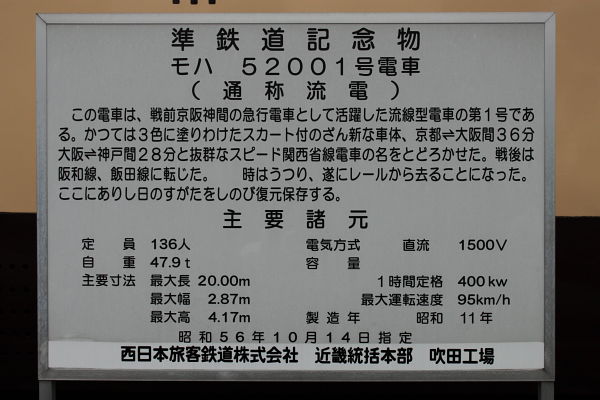 準鉄道記念物
モハ 52001号電車
（通称流電）
この電車は、戦前京阪神間の急行電車として活躍した流線型電車の第1号であ
る。かつては3色に塗りわけたスカート付のざん新な車体、京都⇌大阪間36分
大阪⇌神戸間28分と抜群なスピード関西省線電車の名をとどろかせた。戦後は
阪和線、飯田線に転じた。 時はうつり、遂にレールから去ることになった。
ここにありし日のすがたをしのび復元保存する。
主要諸元
定員 136人 電気方式 直流 1500V
自重 47.9t 容量
主要寸法 最大長 20.00m 1時間定格 400kw
最大幅 2.87m 最大運転速度 95km/h
最大高 4.17m 製造年 昭和 11年
昭和56年10月14日指定
西日本旅客鉄道株式会社 近畿統括本部 吹田工場